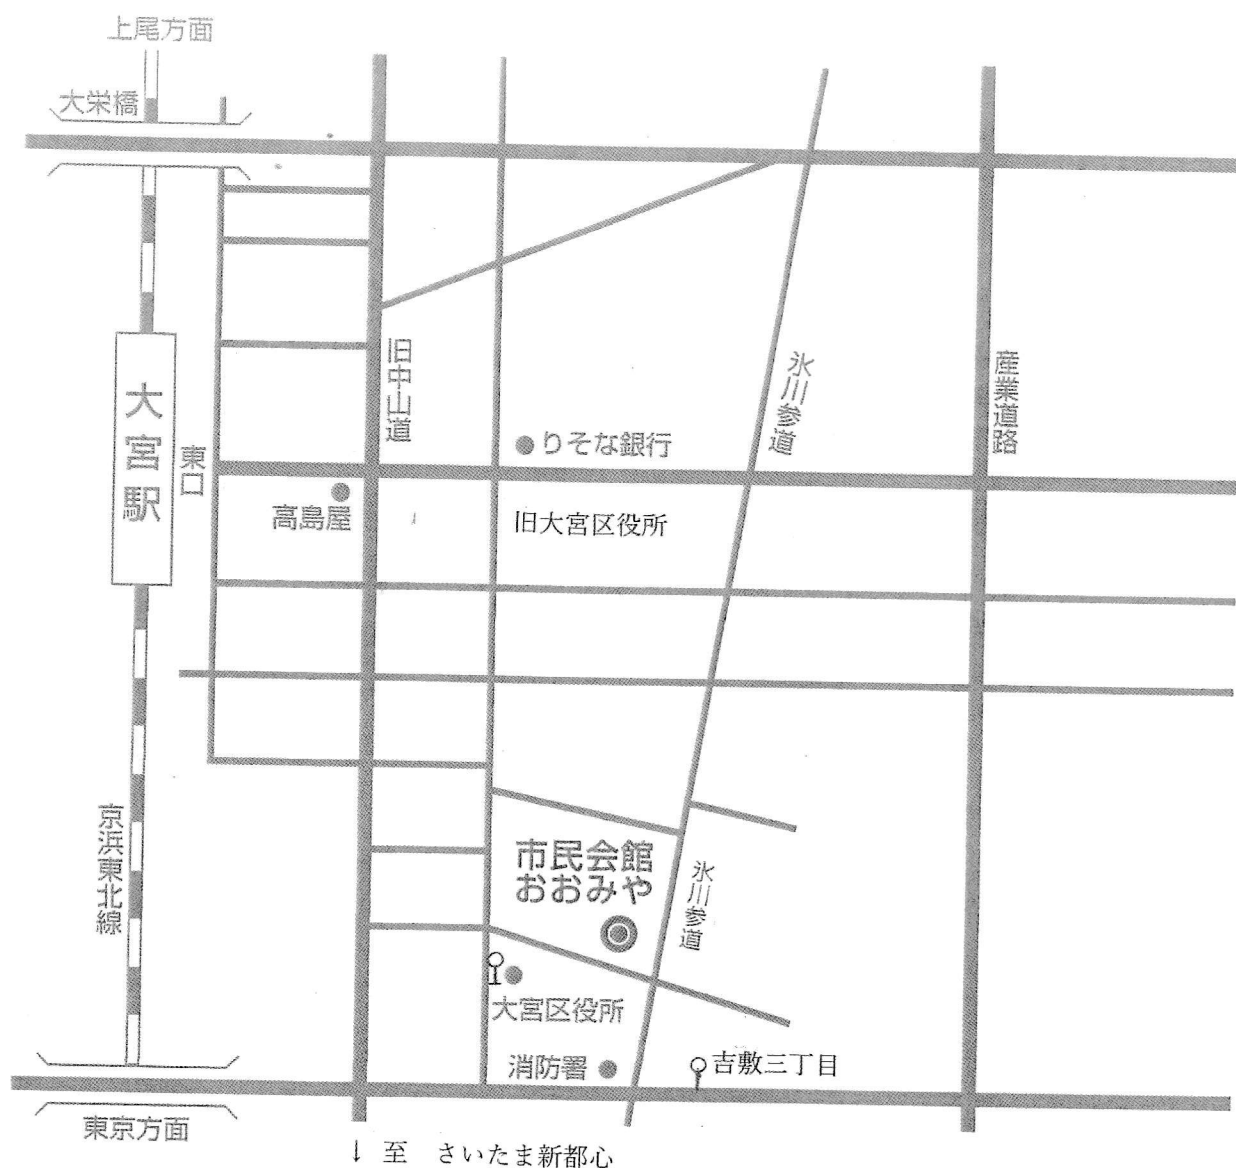 上尾方面
大栄橋
旧中山道
氷川参道
産業道路
大宮駅
東口
りそな銀行
高島屋
旧大宮区役所
京浜東北線
市民会館
おおみや
氷川参道
大宮区役所
消防署
吉敷三丁目
東京方面
↓ 至 さいたま新都心